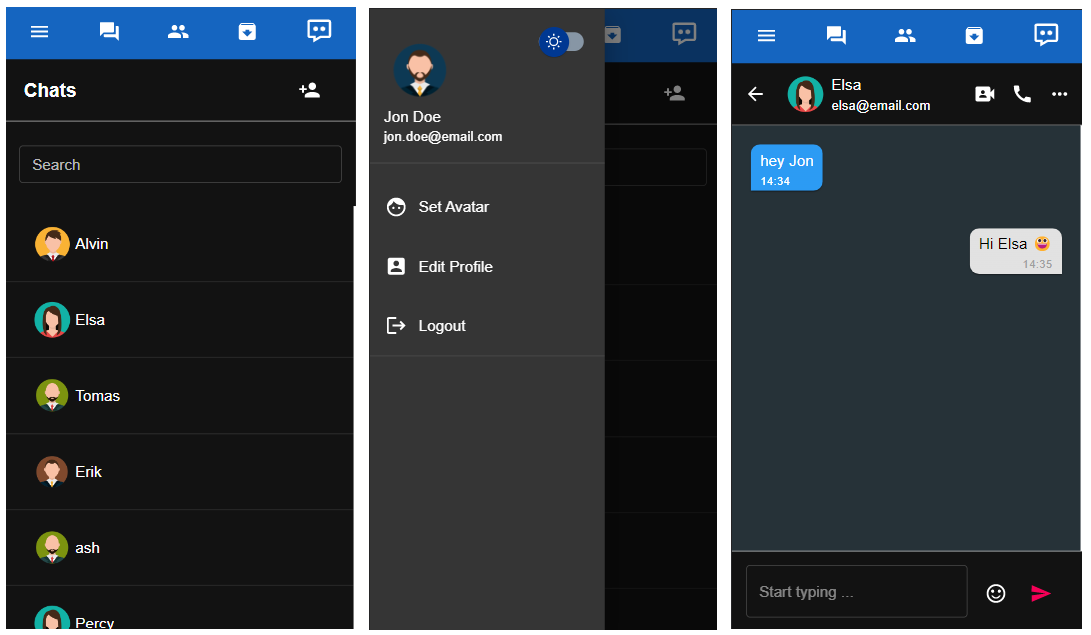 Chats
Search
Alvin
Elsa
Tomas
Erik
ash
Percy
Jon Doe
jon.doe@email.com
Set Avatar
Edit Profile
Logout
Elsa
elsa@email.com
hey Jon
14:34
Hi Elsa 😀
14:35
Start typing ...